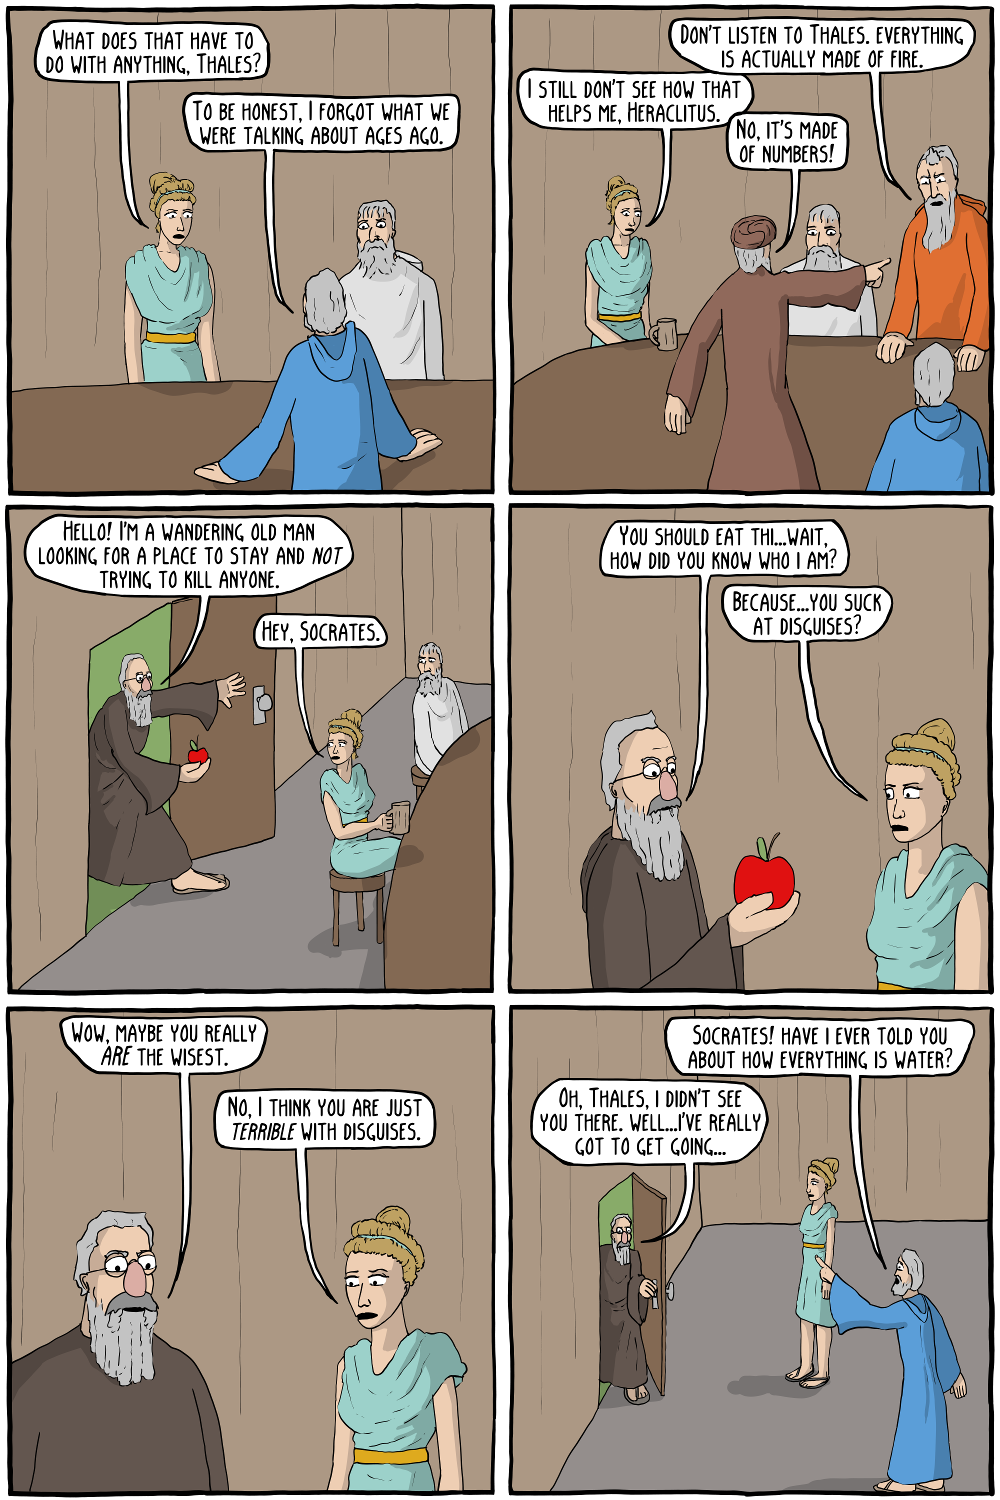 WHAT DOES THAT HAVE TO
DO WITH ANYTHING, THALES?
TO BE HONEST, I FORGOT WHAT WE
WERE TALKING ABOUT AGES AGO.
DON'T LISTEN TO THALES. EVERYTHING
IS ACTUALLY MADE OF FIRE.
I STILL DON'T SEE HOW THAT
HELPS ME, HERACLITUS.
NO, IT'S MADE
OF NUMBERS!
HELLO! I'M A WANDERING OLD MAN
LOOKING FOR A PLACE TO STAY AND NOT
TRYING TO KILL ANYONE.
HEY, SOCRATES.
YOU SHOULD EAT THI...WAIT,
HOW DID YOU KNOW WHO I AM?
BECAUSE...YOU SUCK
AT DISGUISES?
WOW, MAYBE YOU REALLY
ARE THE WISEST.
NO, I THINK YOU ARE JUST
TERRIBLE WITH DISGUISES.
SOCRATES! HAVE I EVER TOLD YOU
ABOUT HOW EVERYTHING IS WATER?
OH, THALES, I DIDN'T SEE
YOU THERE. WELL...I'VE REALLY
GOT TO GET GOING...